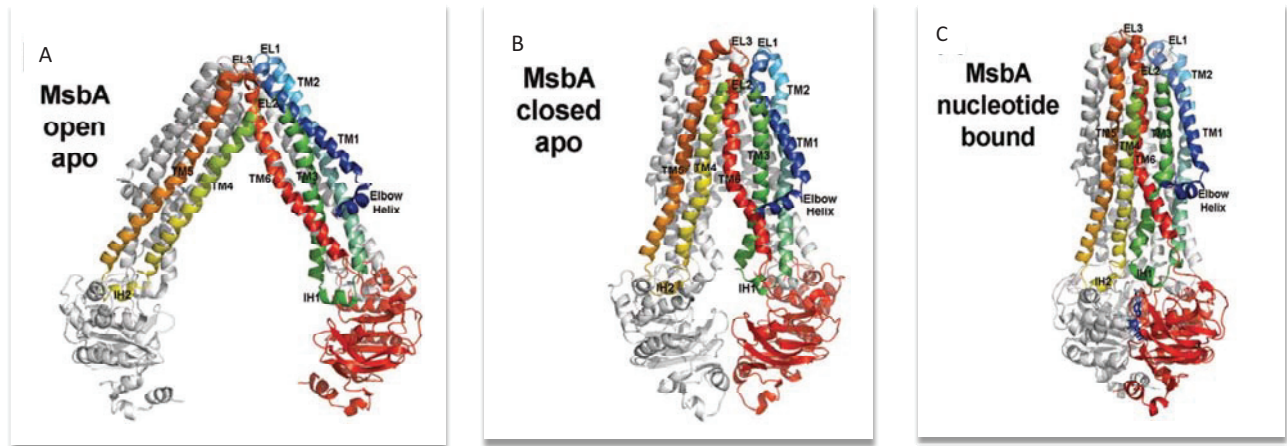 A
MsbA
open
apo
EL3
EL1
TM2
EL2
TM1
TM5
TM4
TM3
TM6
Elbow
Helix
IH2
IH1
B
MsbA
closed
apo
EL3
EL1
EL2
TM2
TM1
TM3
TM5
TM4
TM6
Elbow
Helix
IH2
IH1
C
MsbA
nucleotide
bound
EL3
EL1
EL2
TM2
TM5
TM3
TM1
TM4
TM6
Elbow
Helix
IH2
IH1